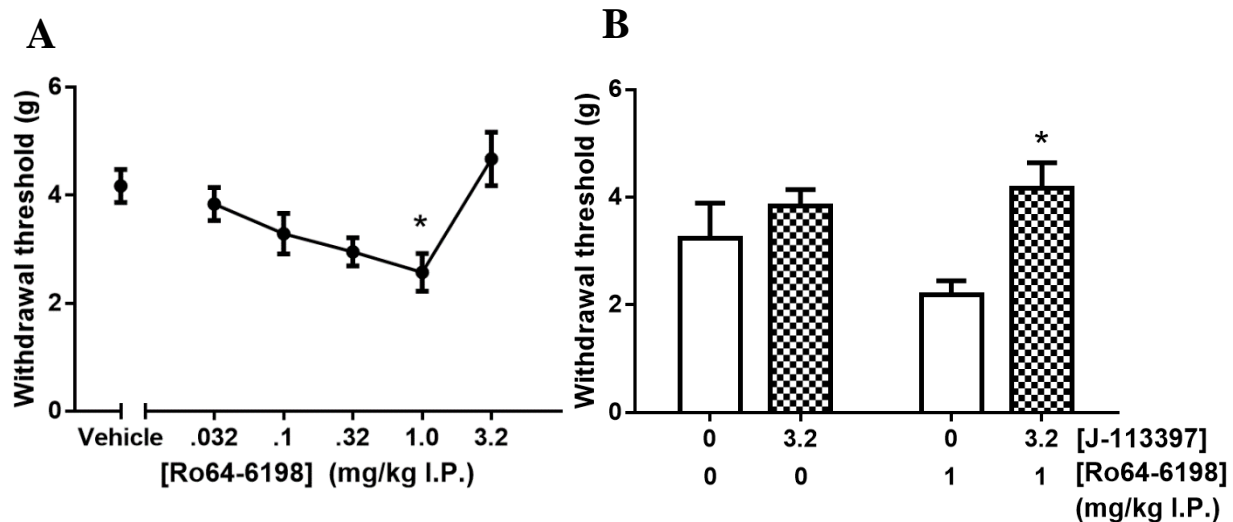 A
Withdrawal threshold (g)
6
4
2
0
*
Vehicle .032 .1 .32 1.0 3.2
[Ro64-6198] (mg/kg I.P.)
B
Withdrawal threshold (g)
6
4
2
0
*
0 3.2 0 3.2 [J-113397]
0 0 1 1 [Ro64-6198]
(mg/kg I.P.)